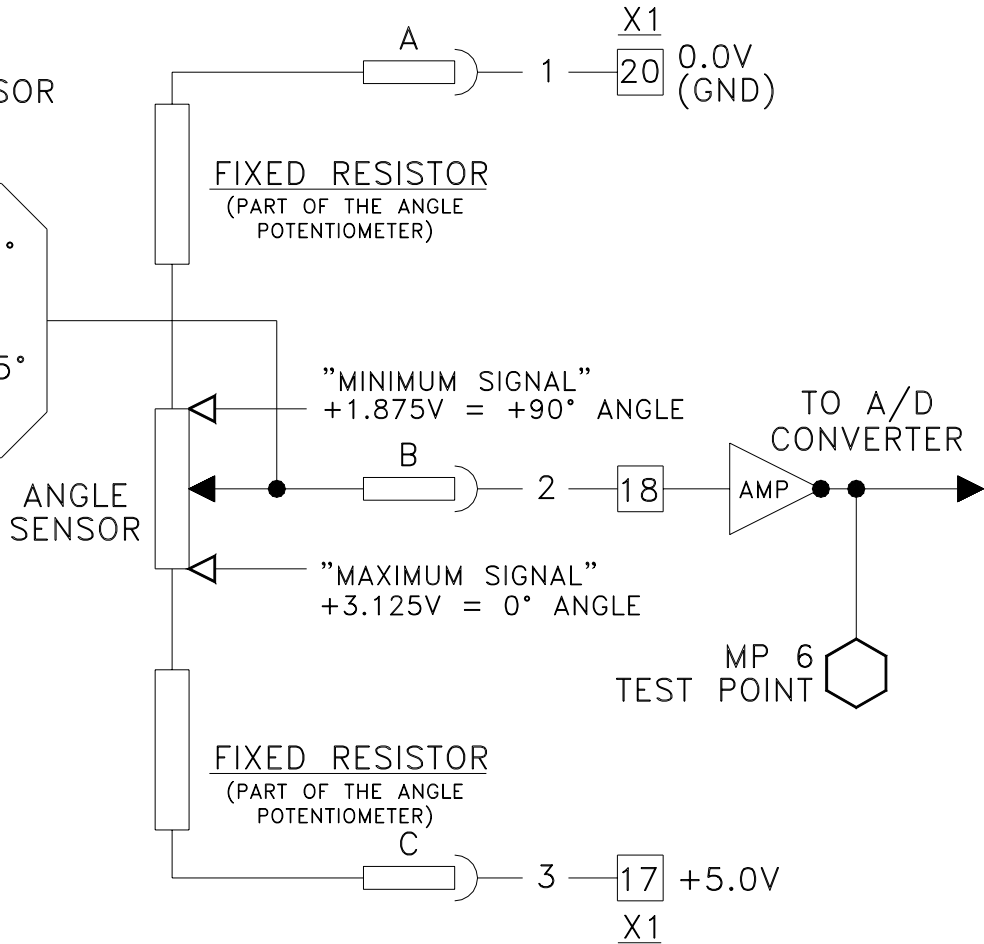 X1
A
1
20
0.0V
(GND)
SOR
FIXED RESISTOR
(PART OF THE ANGLE
POTENTIOMETER)
°
5°
"MINIMUM SIGNAL"
+1.875V = +90° ANGLE
TO A/D
CONVERTER
B
2
18
AMP
ANGLE
SENSOR
"MAXIMUM SIGNAL"
+3.125V = 0° ANGLE
MP 6
TEST POINT
FIXED RESISTOR
(PART OF THE ANGLE
POTENTIOMETER)
C
3
17
+5.0V
X1